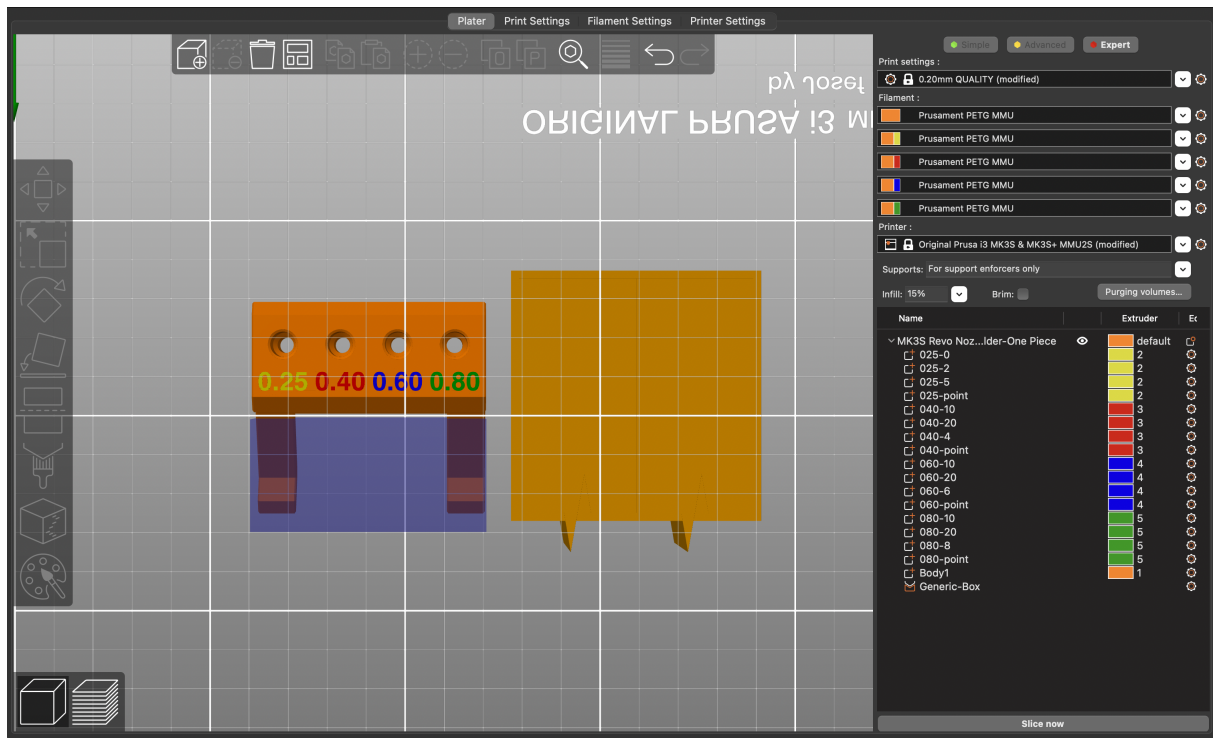 Plater Print Settings Filament Settings Printer Settings
Simple Advanced Expert
Print settings :
0.20mm QUALITY (modified)
Filament :
Prusament PETG MMU
Prusament PETG MMU
Prusament PETG MMU
Prusament PETG MMU
Prusament PETG MMU
Printer :
Original Prusa i3 MK3S & MK3S+ MMU2S (modified)
Supports: For support enforcers only
Infill: 15% Brim: Purging volumes...
Name Extruder Ec
MK3S Revo Noz...lder-One Piece default
025-0 2
025-2 2
025-5 2
025-point 2
040-10 3
040-20 3
040-4 3
040-point 3
060-10 4
060-20 4
060-6 4
060-point 4
080-10 5
080-20 5
080-8 5
080-point 5
Body1 1
Generic-Box
Slice now
by Josef
ORIGINAL PRUSA i3 M
0.25 0.40 0.60 0.80